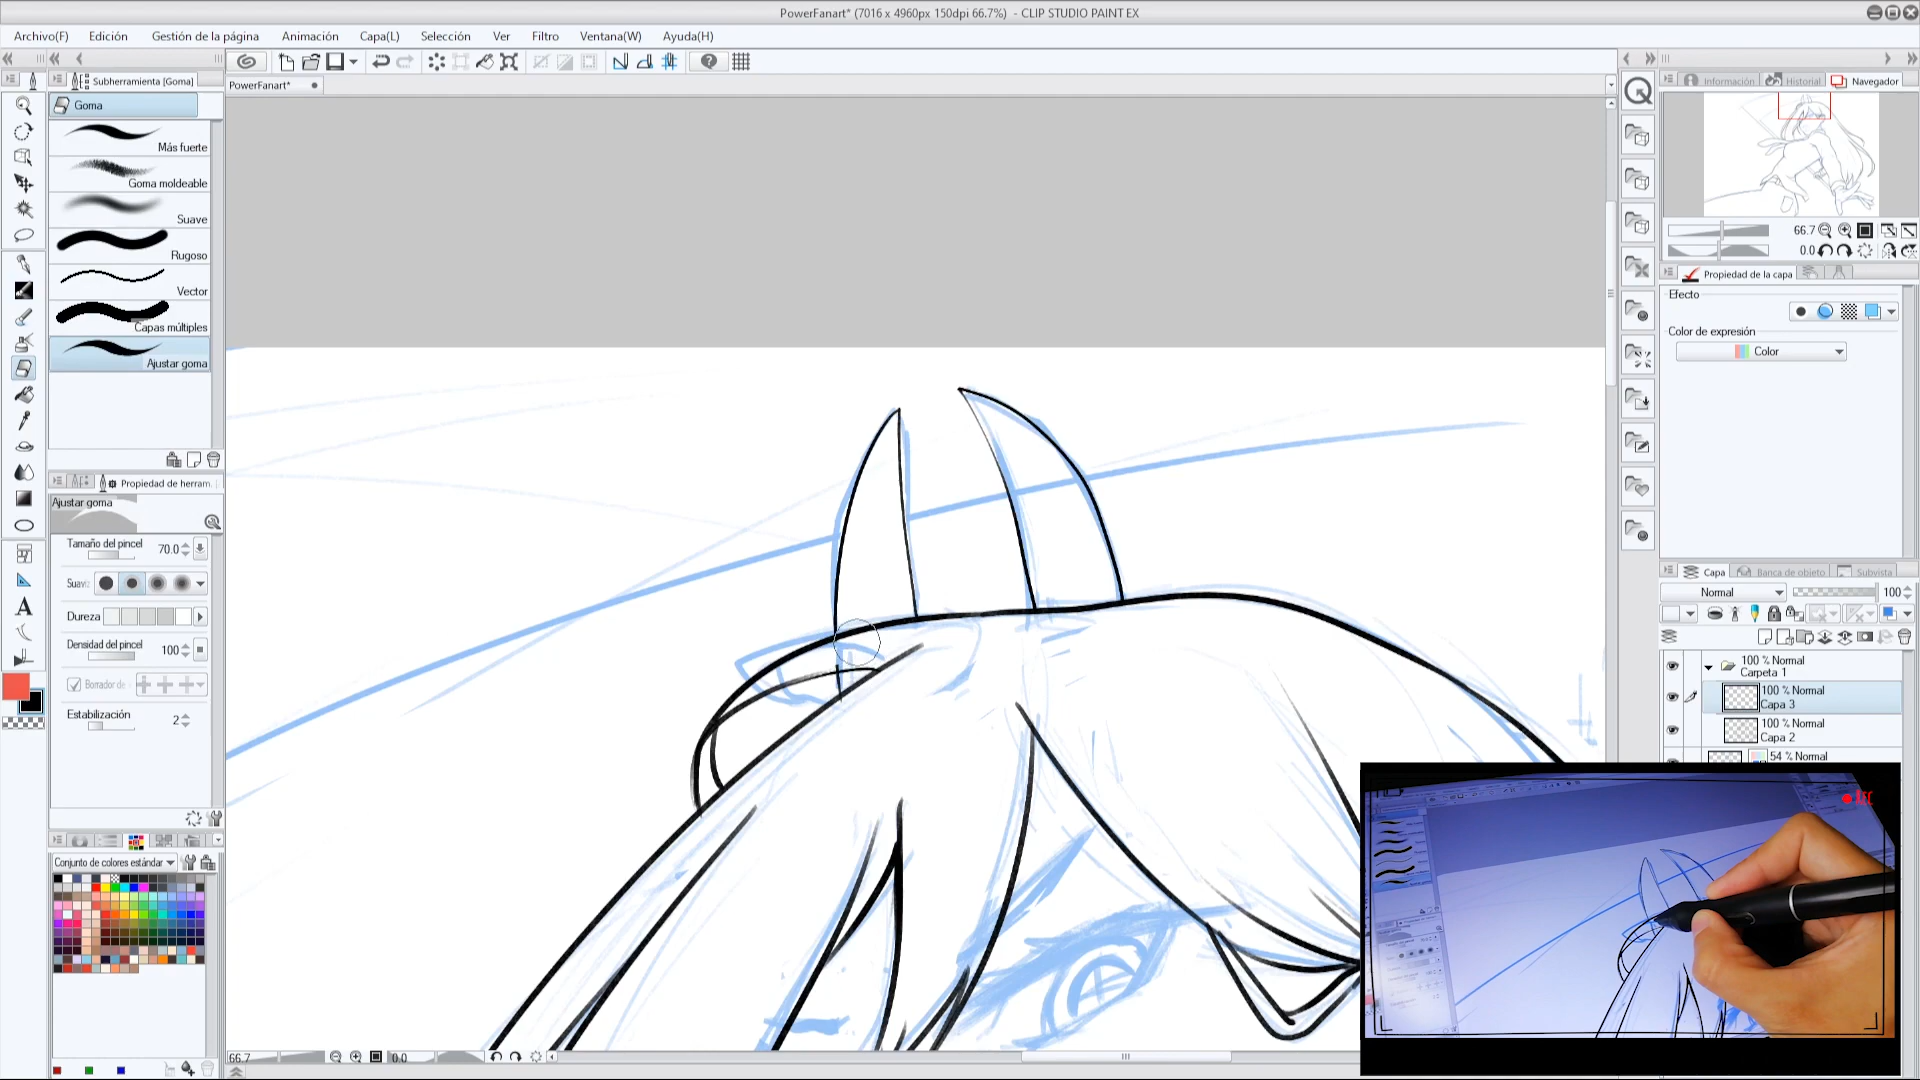 PowerFanart* (7016 x 4960px 150dpi 66.7%) - CLIP STUDIO PAINT EX
Archivo(F) Edición Gestión de la página Animación Capa(L) Selección Ver Filtro Ventana(W) Ayuda(H)
Subherramienta [Goma]
PowerFanart*
Información Historial Navegador
Goma
Más fuerte
Goma moldeable
Suave
Rugoso
Vector
Capas múltiples
Ajustar goma
66.7
0.0
Propiedad de la capa
Efecto
Color de expresión
Color
Propiedad de herram.
Ajustar goma
Tamaño del pincel 70.0
Suaviz
Dureza
Densidad del pincel 100
Borrador de
Estabilización 2
Conjunto de colores estándar
Capa Banca de objeto Subvista
Normal 100
100 % Normal
Carpeta 1
100 % Normal
Capa 3
100 % Normal
Capa 2
54 % Normal
REC
66.7 0.0